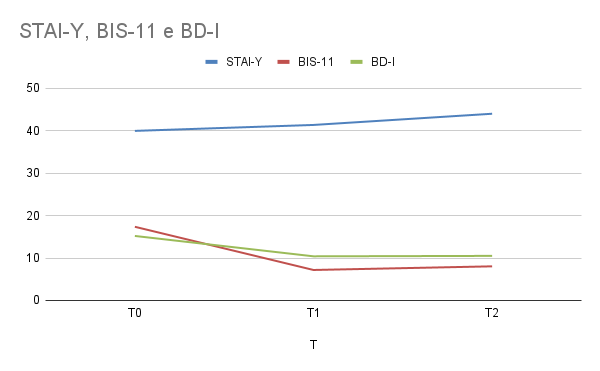 STAI-Y, BIS-11 e BD-I
STAI-Y BIS-11 BD-I
50
40
30
20
10
0
T0 T1 T2
T